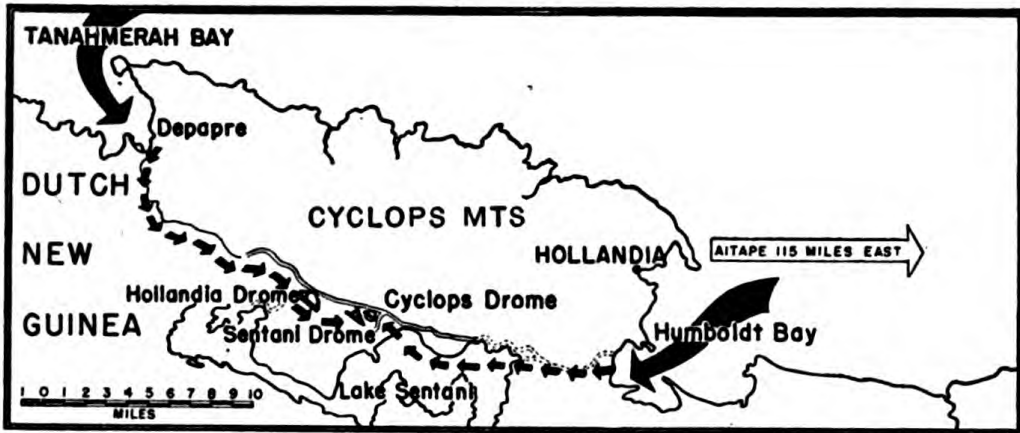 TANAHMERAH BAY
Depapre
DUTCH
CYCLOPS MTS
NEW
HOLLANDIA
AITAPE 115 MILES EAST
Hollandia Drome
Cyclops Drome
GUINEA
Sentani Drome
Humboldt Bay
Lake Sentani
1 0 1 2 3 4 5 6 7 8 9 10
MILES